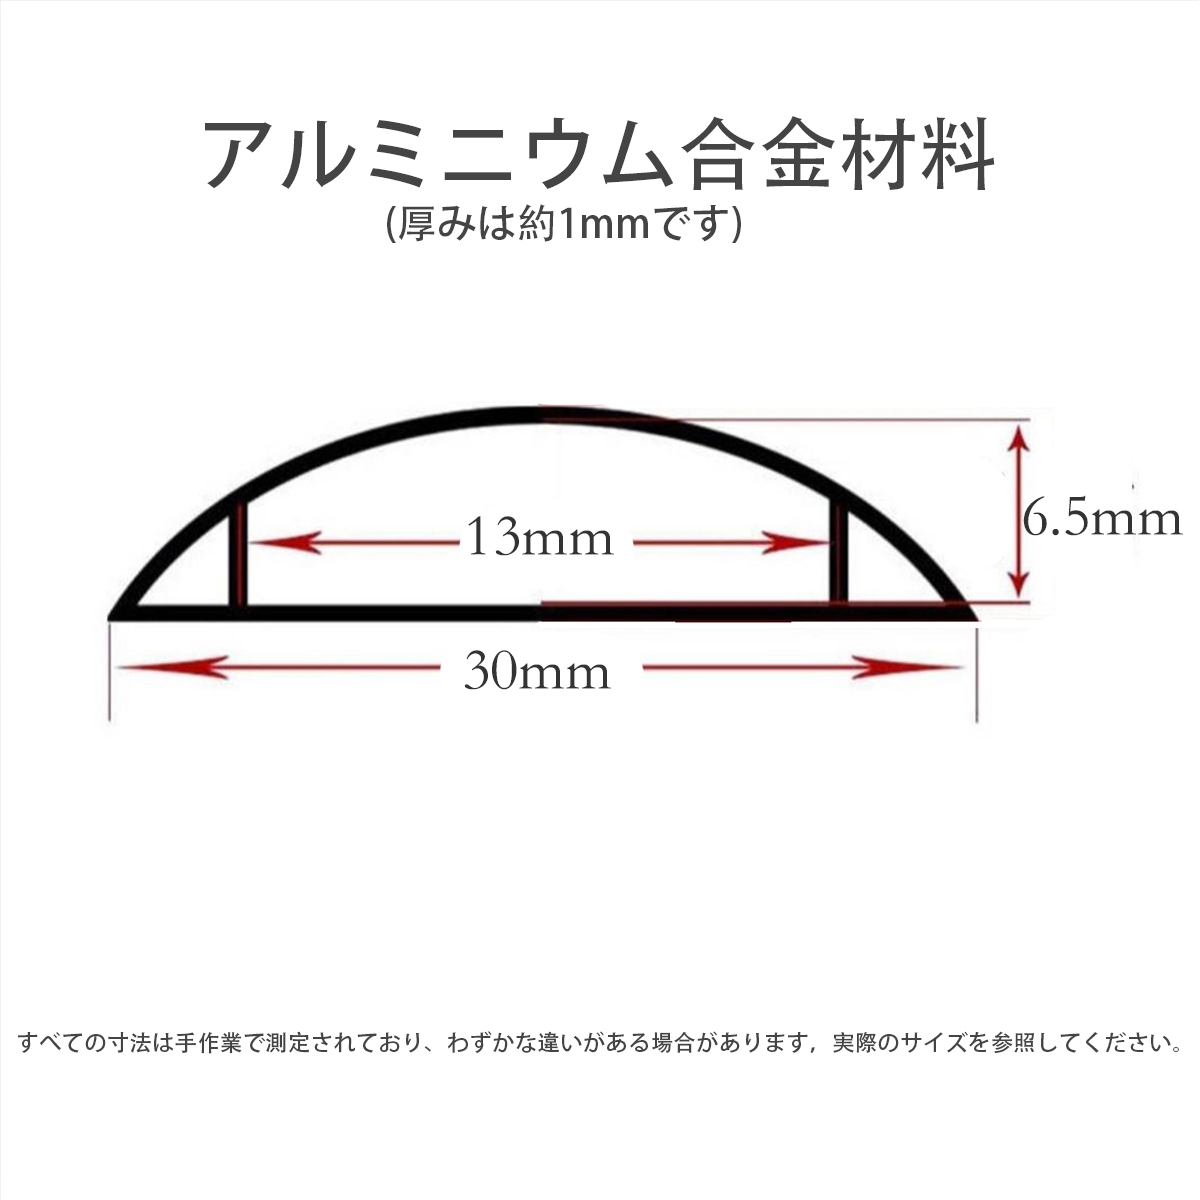 アルミニウム合金材料
(厚みは約1mmです)
13mm
6.5mm
30mm
すべての寸法は手作業で測定されており、わずかな違いがある場合があります，実際のサイズを参照してください。